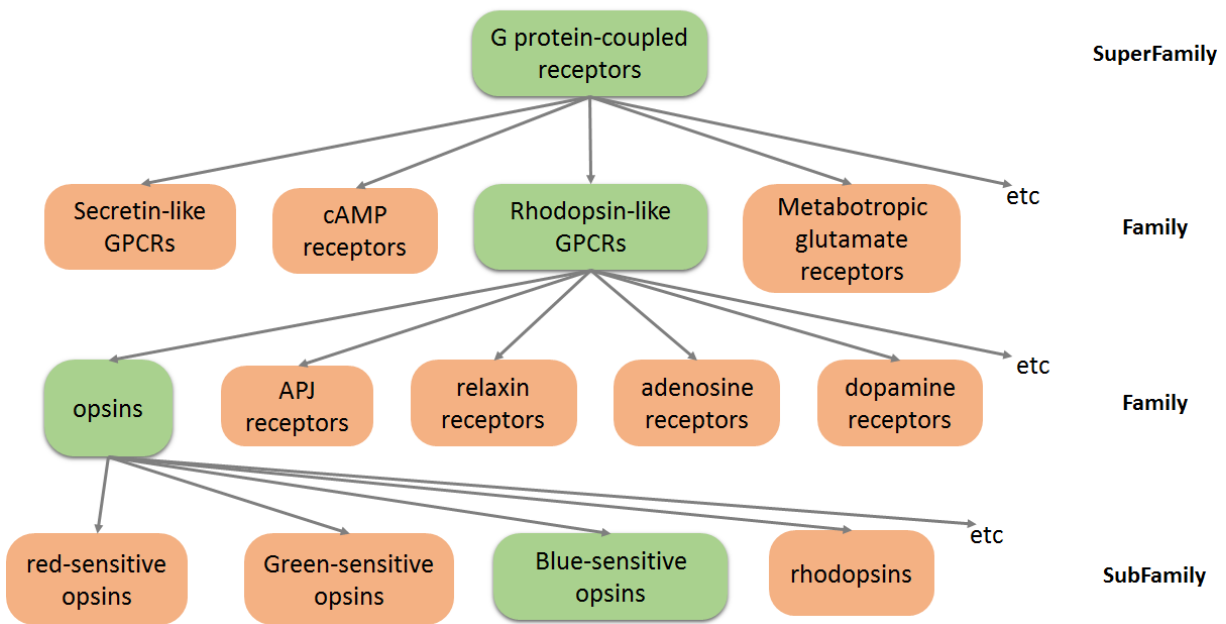 G protein-coupled
receptors
SuperFamily
Secretin-like
GPCRs
cAMP
receptors
Rhodopsin-like
GPCRs
Metabotropic
glutamate
receptors
etc
Family
opsins
APJ
receptors
relaxin
receptors
adenosine
receptors
dopamine
receptors
etc
Family
red-sensitive
opsins
Green-sensitive
opsins
Blue-sensitive
opsins
rhodopsins
etc
SubFamily